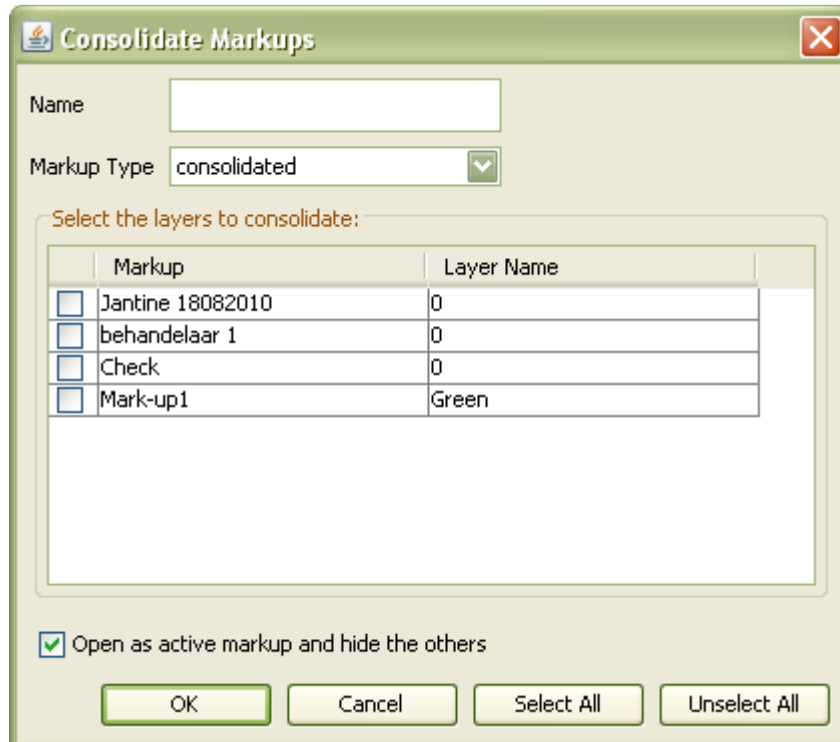 Consolidate Markups
Name
Markup Type consolidated
Select the layers to consolidate:
Markup Layer Name
Jantine 18082010 0
behandelaar 1 0
Check 0
Mark-up1 Green
Open as active markup and hide the others
OK Cancel Select All Unselect All